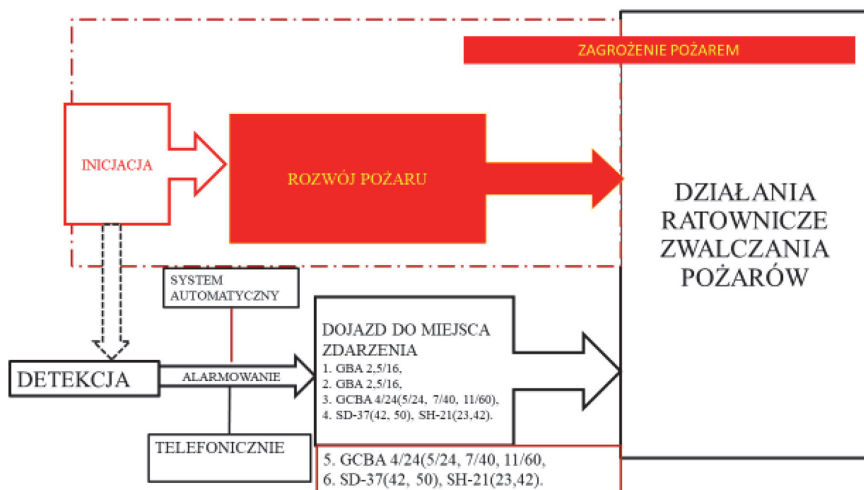 ZAGROŻENIE POŻAREM
INICJACJA
ROZWÓJ POŻARU
DZIAŁANIA
RATOWNICZE
ZWALCZANIA
POŻARÓW
SYSTEM
AUTOMATYCZNY
DETEKCJA
ALARMOWANIE
TELEFONICZNIE
DOJAZD DO MIEJSCA
ZDARZENIA
1. GBA 2,5/16,
2. GBA 2,5/16,
3. GCBA 4/24(5/24, 7/40, 11/60),
4. SD-37(42, 50), SH-21(23,42).
5. GCBA 4/24(5/24, 7/40, 11/60,
6. SD-37(42, 50), SH-21(23,42).